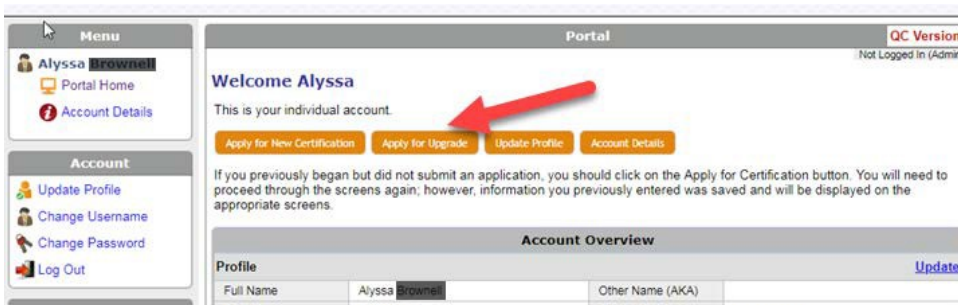 Menu
Alyssa
Portal Home
Account Details
Account
Update Profile
Change Username
Change Password
Log Out
Portal
QC Version
Not Logged In (Admin
Welcome Alyssa
This is your individual account.
Apply for New Certification Apply for Upgrade Update Profile Account Details
If you previously began but did not submit an application, you should click on the Apply for Certification button. You will need to
proceed through the screens again; however, information you previously entered was saved and will be displayed on the
appropriate screens.
Account Overview
Profile Update
Full Name Alyssa Other Name (AKA)